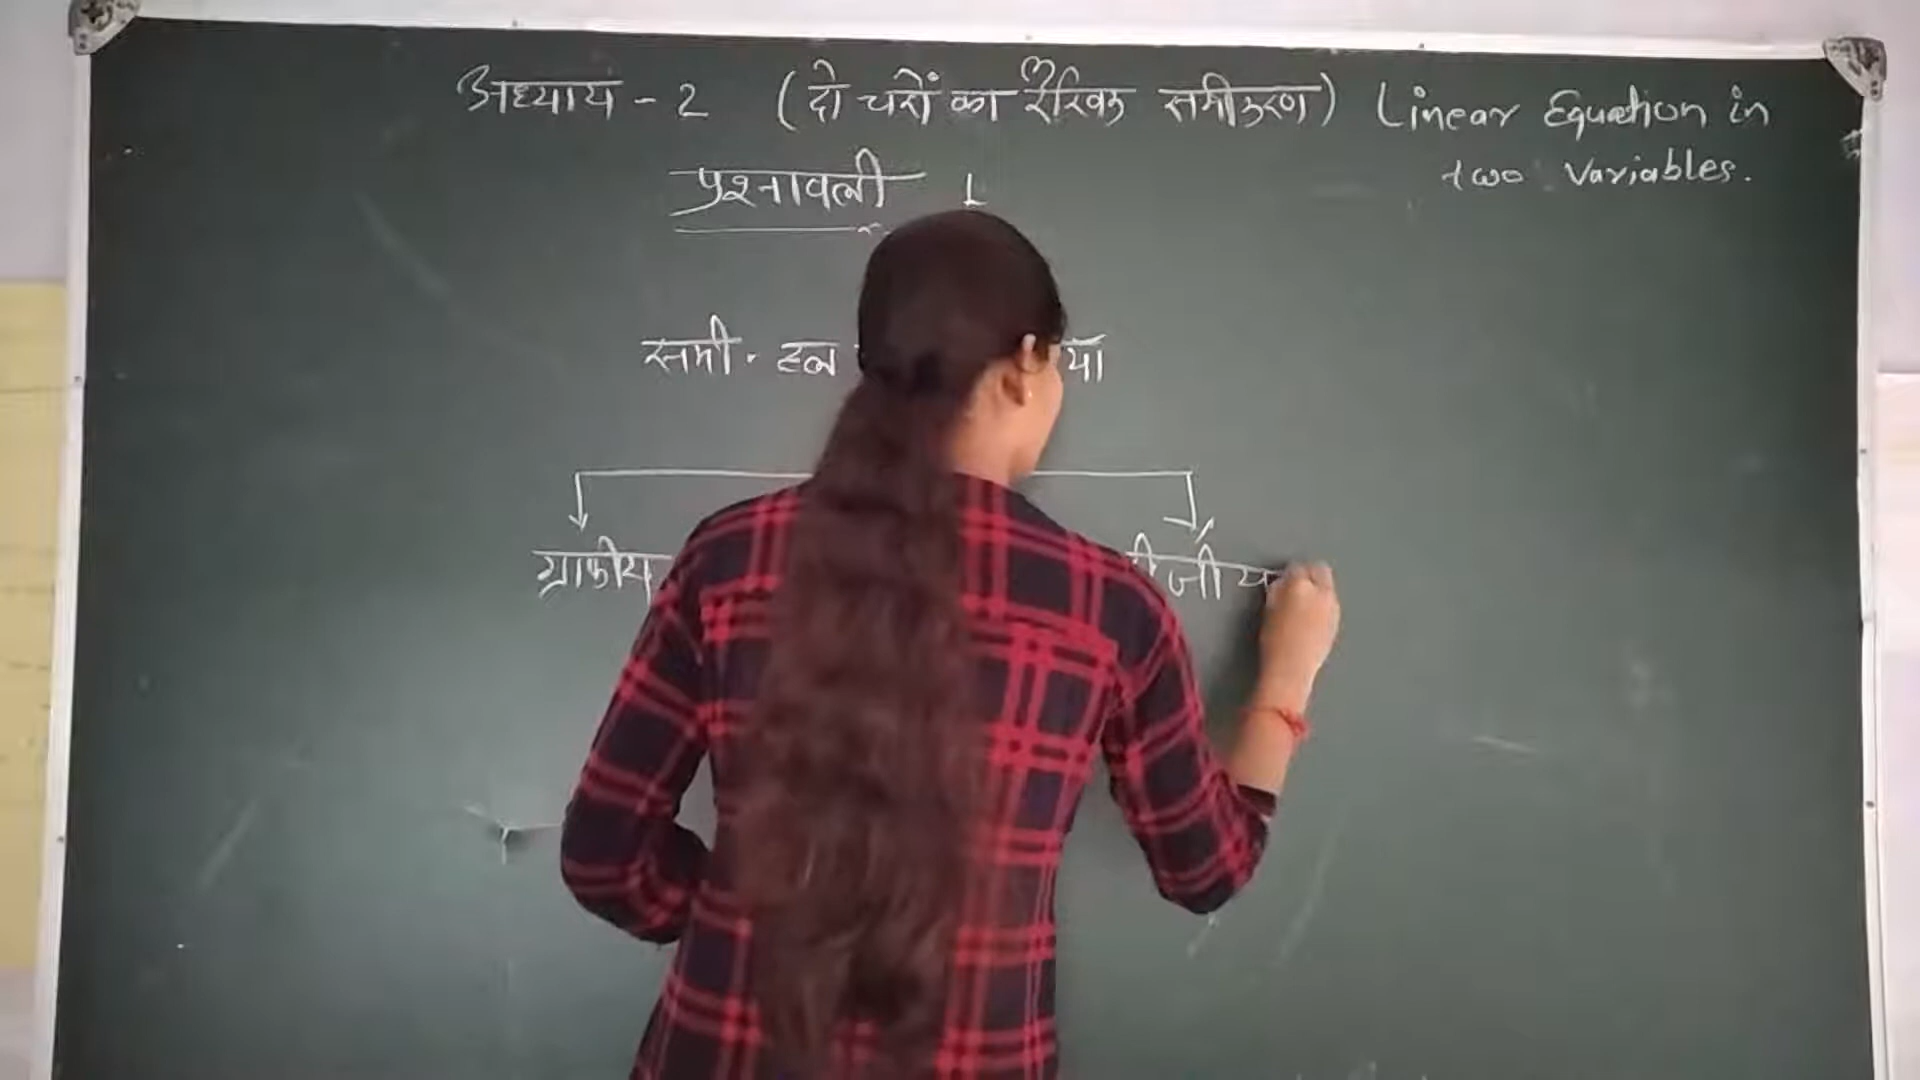 अध्याय - 2 (दो चरों का रैखिक समीकरण) Linear Equation in
two Variables.
प्रश्नावली 1
समी. हल
ग्राफीय